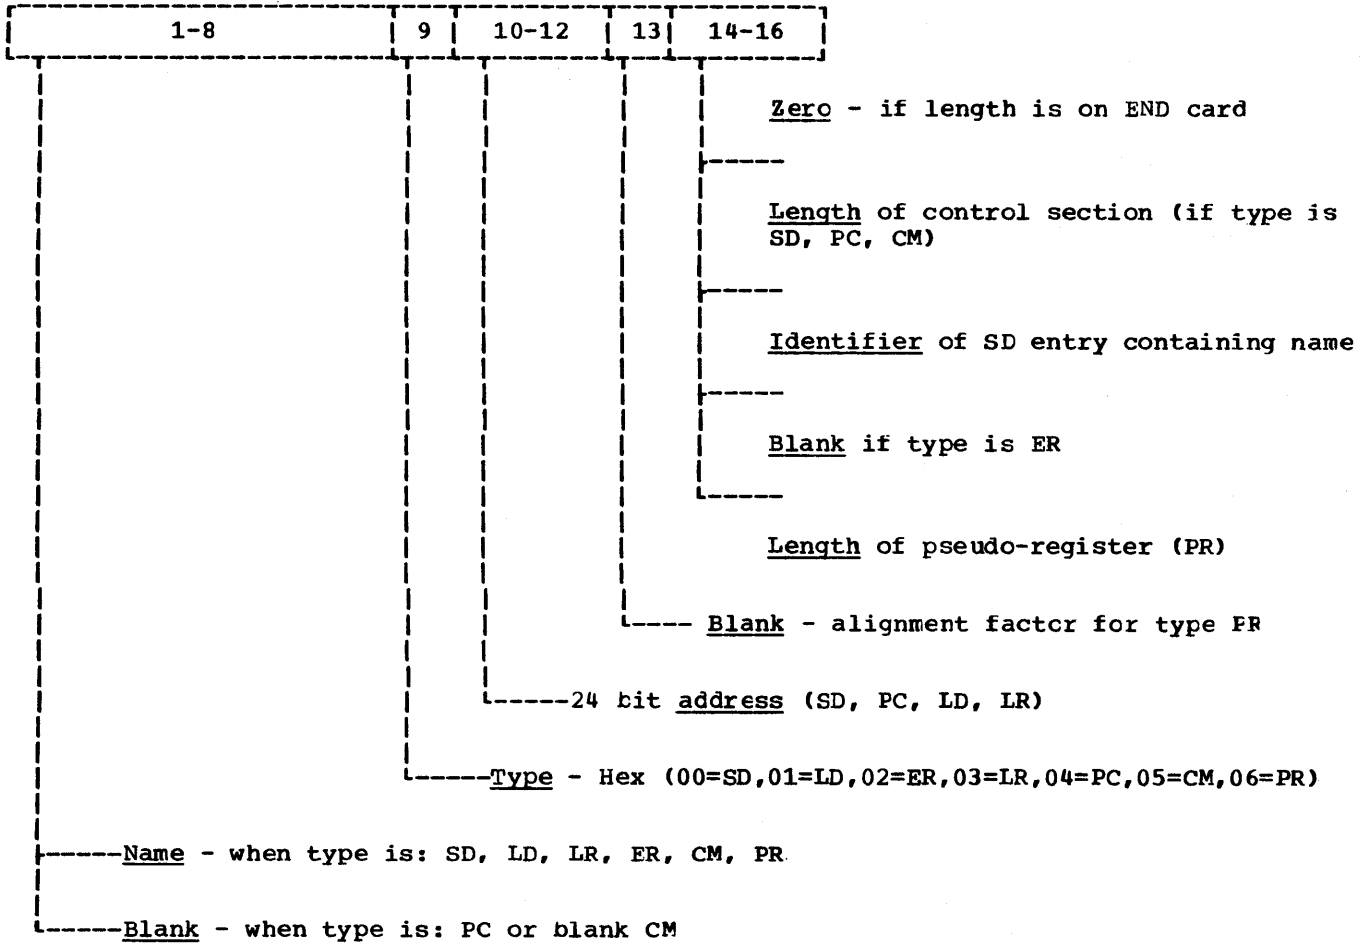 1-8 9 10-12 13 14-16
Zero - if length is on END card
Length of control section (if type is
SD, PC, CM)
Identifier of SD entry containing name
Blank if type is ER
Length of pseudo-register (PR)
Blank - alignment factor for type PR
24 bit address (SD, PC, LD, LR)
Type - Hex (00=SD,01=LD,02=ER,03=LR,04=PC,05=CM,06=PR)
Name - when type is: SD, LD, LR, ER, CM, PR
Blank - when type is: PC or blank CM